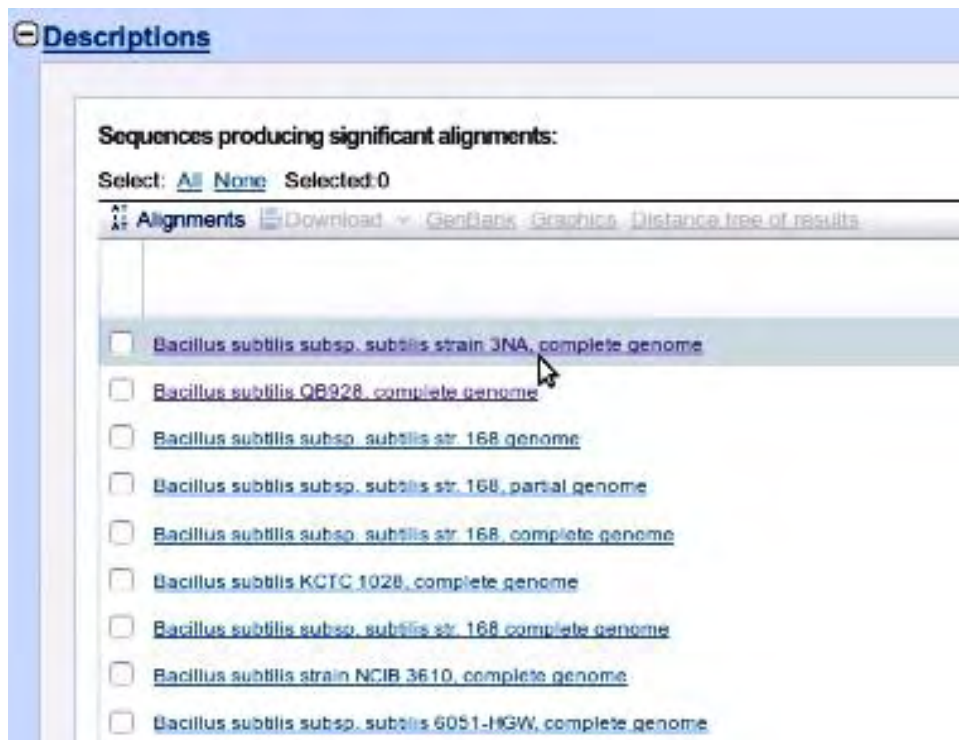 Descriptions
Sequences producing significant alignments:
Select: All None Selected:0
Alignments Download GenBank Graphics Distance tree of results
Bacillus subtilis subsp. subtilis strain 3NA, complete genome
Bacillus subtilis QB928, complete genome
Bacillus subtilis subsp. subtilis str. 168 genome
Bacillus subtilis subsp. subtilis str. 168, partial genome
Bacillus subtilis subsp. subtilis str. 168, complete genome
Bacillus subtilis KCTC 1028, complete genome
Bacillus subtilis subsp. subtilis str. 168 complete genome
Bacillus subtilis strain NCIB 3610, complete genome
Bacillus subtilis subsp. subtilis 6051-HGW, complete genome